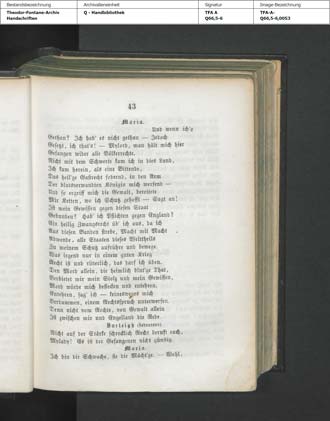 Bestandsbezeichnung
Theodor-Fontane-Archiv
Handschriften
Archivalieneinheit
Q - Handbibliothek
Signatur
TFA A
Q66,5-6
Image-Bezeichnung
TFA-A-
Q66,5-6,0053
43
Maria.
Und wenn ich's
Gethan? Ich hab' es nicht gethan — Jedoch
Gesetzt, ich that's! — Mylord, man hält mich hier
Gefangen wider alle Völkerrechte.
Nicht mit dem Schwerte kam ich in dies Land,
Ich kam herein, als eine Bittende,
Das heil'ge Gastrecht fodernd, in den Arm
Der blutsverwandten Königin mich werfend —
Und so ergriff mich die Gewalt, bereitete
Mir Ketten, wo ich Schutz gehofft — Sagt an!
Ist mein Gewissen gegen diesen Staat
Gebunden? Hab' ich Pflichten gegen England?
Ein heilig Zwangsrecht üb' ich aus, da ich
Aus diesen Banden strebe, Macht mit Macht
Abwende, alle Staaten dieses Welttheils
Zu meinem Schutz aufrühre und bewege.
Was irgend nur in einem guten Krieg
Recht ist und ritterlich, das darf ich üben.
Den Mord allein, die heimlich blut'ge That,
Verbietet mir mein Stolz und mein Gewissen,
Mord würde mich beflecken und entehren,
Entehren, sag' ich — keineswegs mich
Verdammen, einem Rechtsspruch unterwerfen.
Denn nicht vom Rechte, von Gewalt allein
Ist zwischen mir und Engelland die Rede.
Burleigh
Nicht auf der Stärke schrecklich Recht beruft euch,
Mylady! Es ist der Gefangenen nicht günstig.
Maria.
Ich bin die Schwache, sie die Mächt'ge — Wohl,